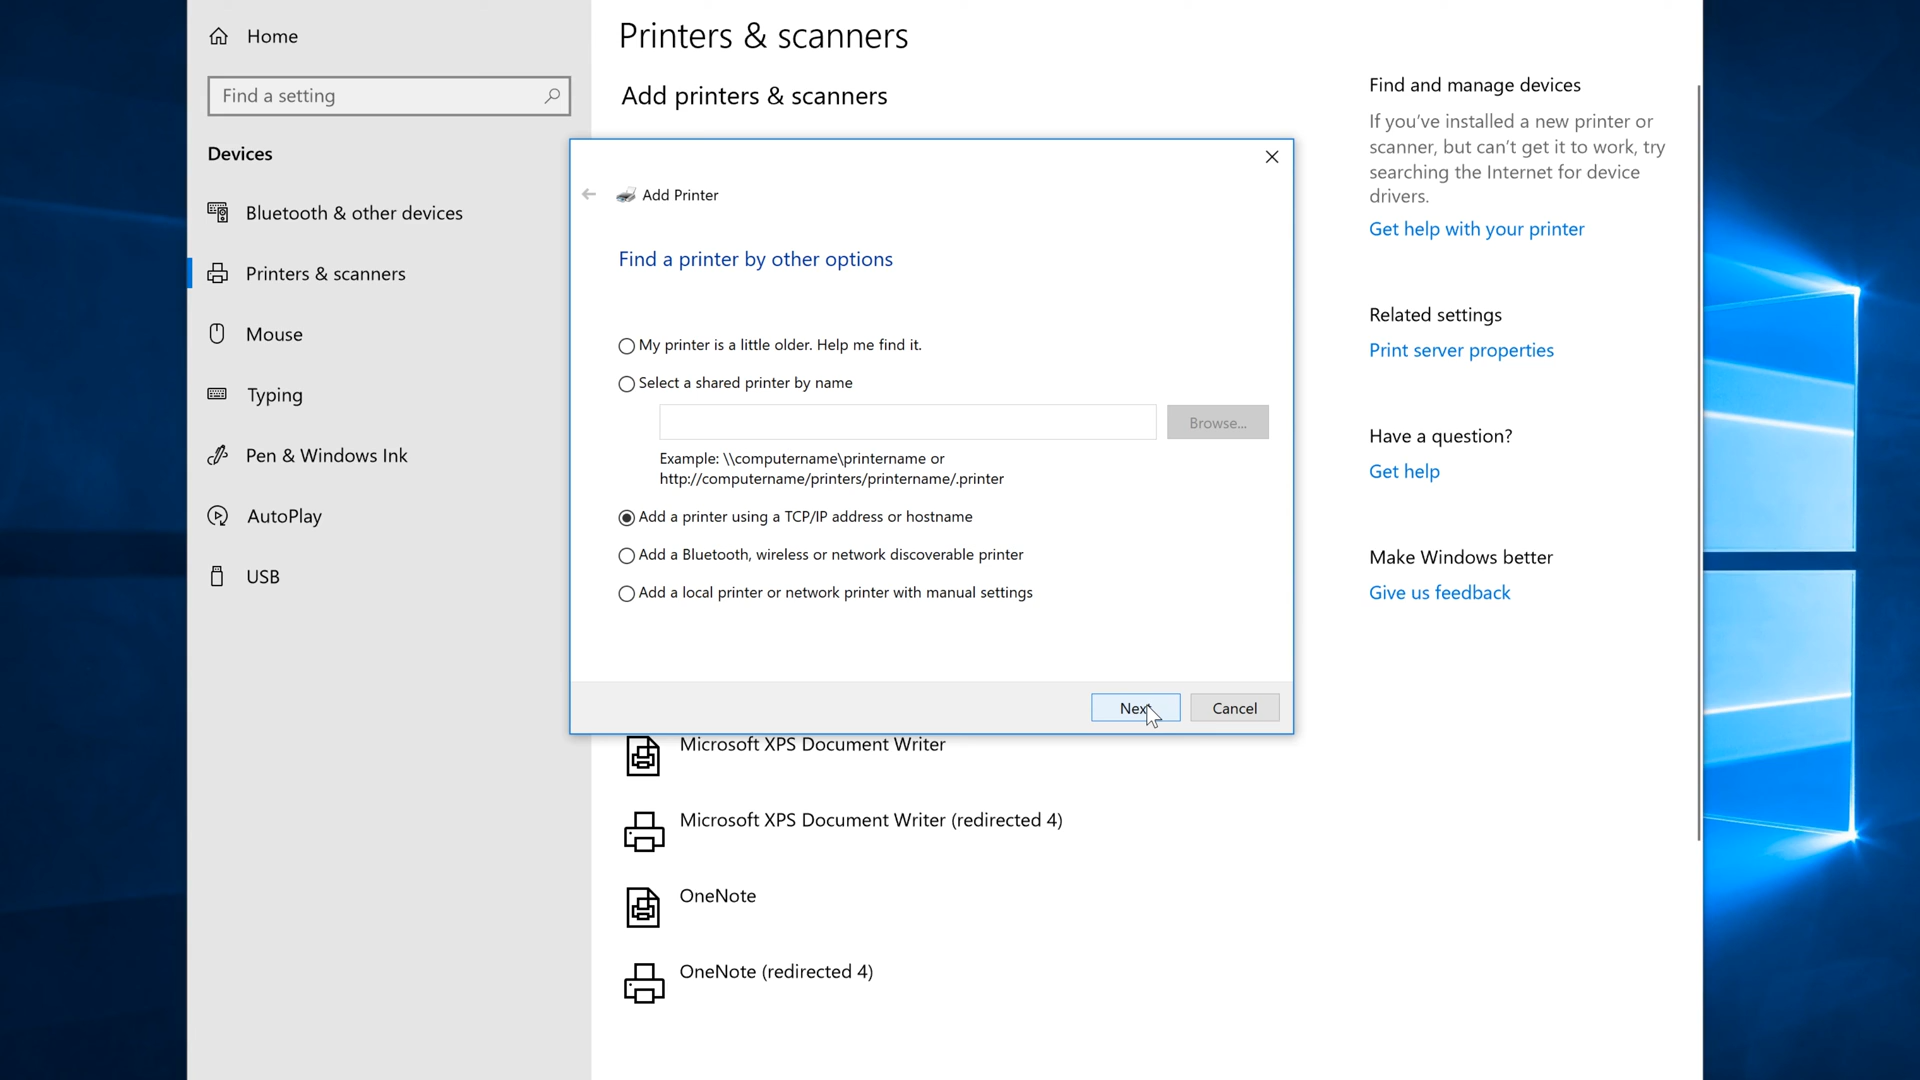 Home
Find a setting
Devices
Bluetooth & other devices
Printers & scanners
Mouse
Typing
Pen & Windows Ink
AutoPlay
USB
Printers & scanners
Add printers & scanners
Add Printer
Find a printer by other options
My printer is a little older. Help me find it.
Select a shared printer by name
Browse...
Example: \\computername\printername or
http://computername/printers/printername/.printer
Add a printer using a TCP/IP address or hostname
Add a Bluetooth, wireless or network discoverable printer
Add a local printer or network printer with manual settings
Next
Cancel
Microsoft XPS Document Writer
Microsoft XPS Document Writer (redirected 4)
OneNote
OneNote (redirected 4)
Find and manage devices
If you've installed a new printer or
scanner, but can't get it to work, try
searching the Internet for device
drivers.
Get help with your printer
Related settings
Print server properties
Have a question?
Get help
Make Windows better
Give us feedback